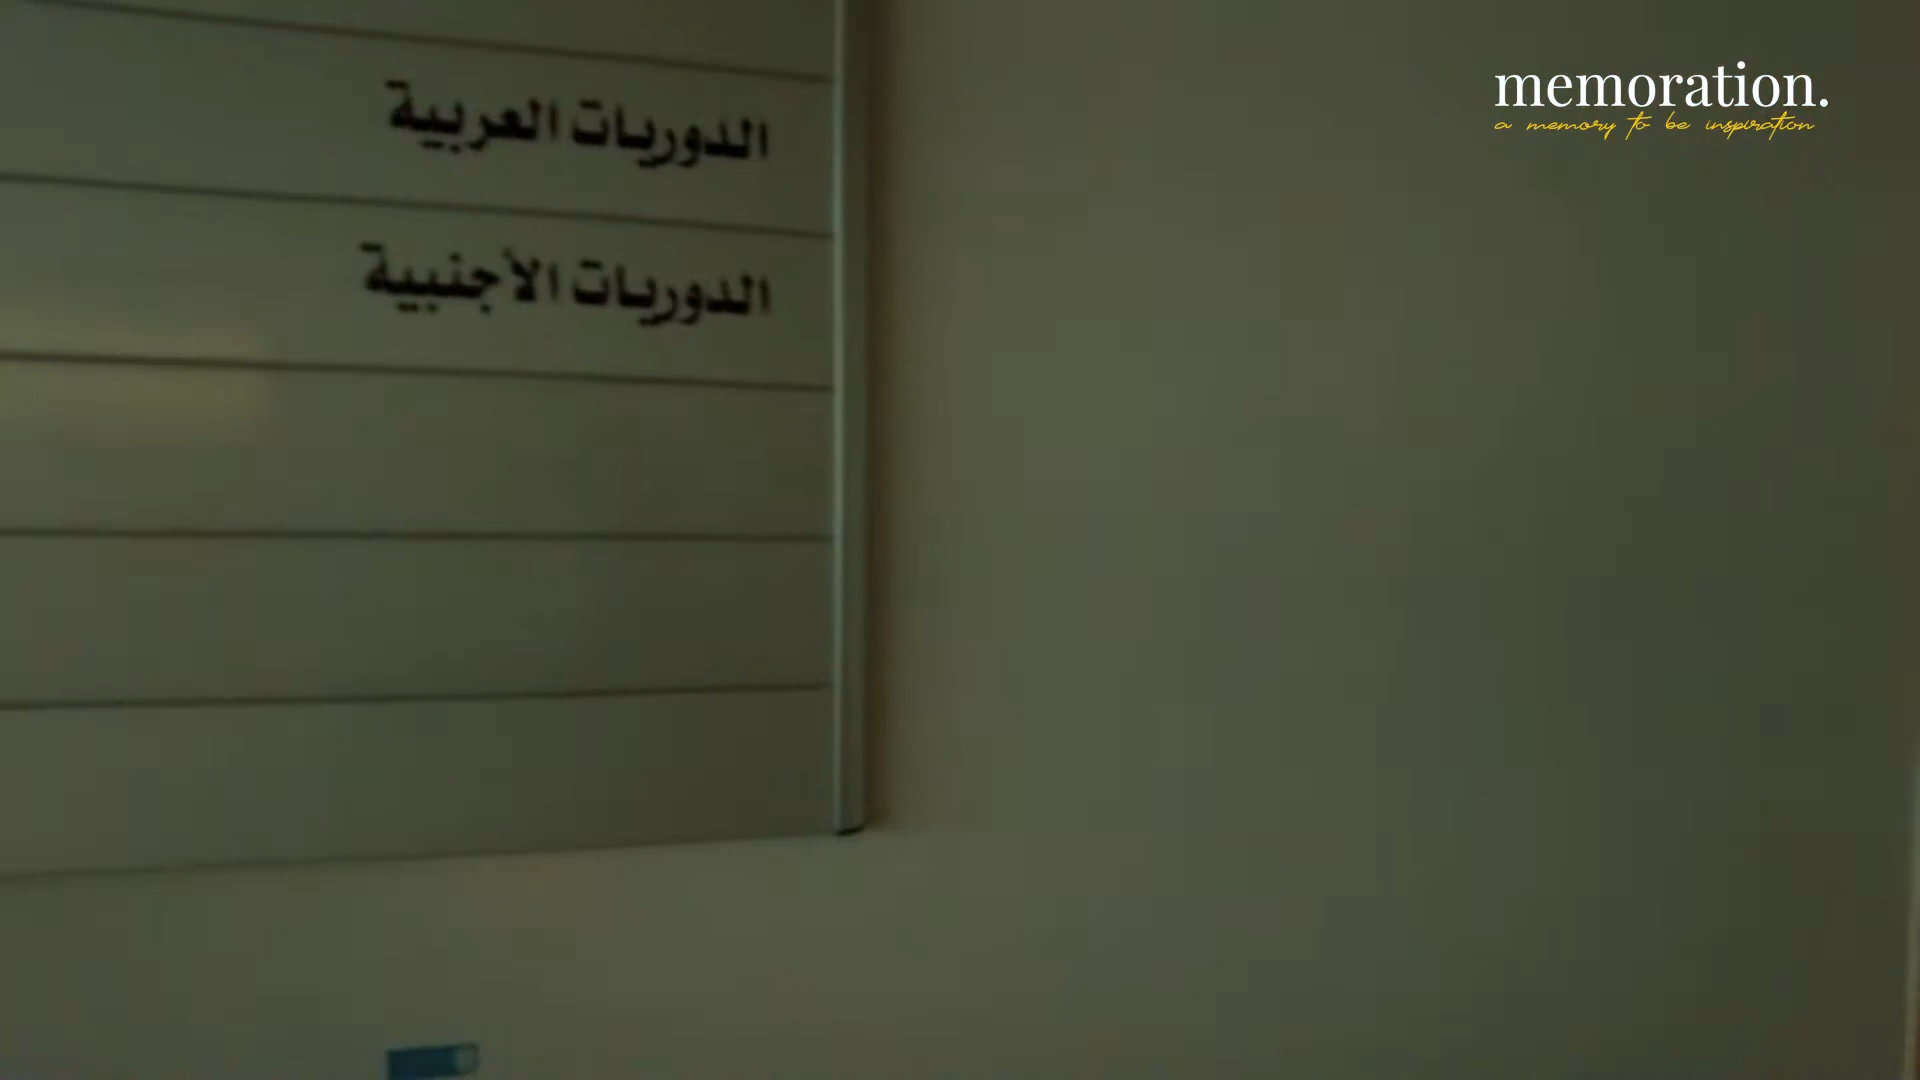 memoration.
a memory to be inspiration
الدوريات العربية
الدوريات الأجنبية